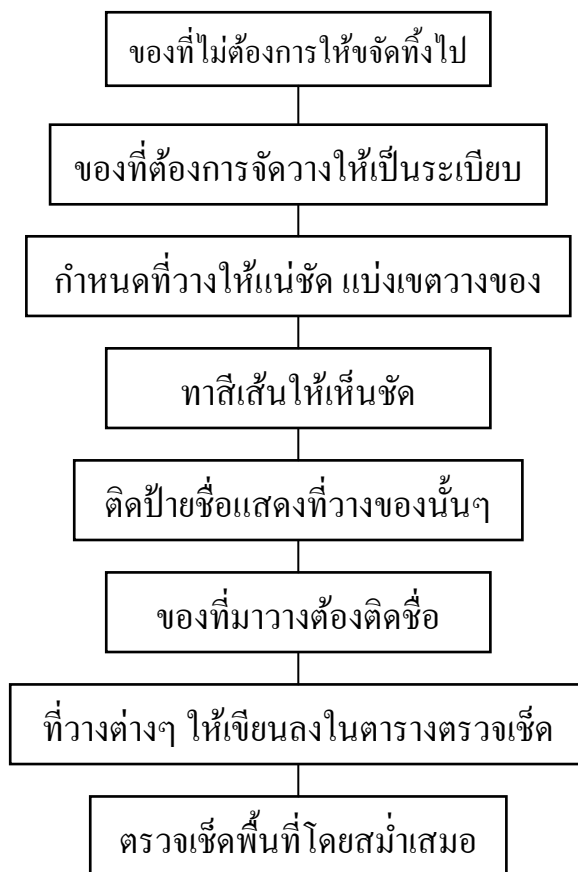 ของที่ไม่ต้องการให้ขจัดทิ้งไป
ของที่ต้องการจัดวางให้เป็นระเบียบ
กำหนดที่วางให้แน่ชัด แบ่งเขตวางของ
ทาสีเส้นให้เห็นชัด
ติดป้ายชื่อแสดงที่วางของนั้นๆ
ของที่มาวางต้องติดชื่อ
ที่วางต่างๆ ให้เขียนลงในตารางตรวจเช็ด
ตรวจเช็ดพื้นที่โดยสม่ำเสมอ